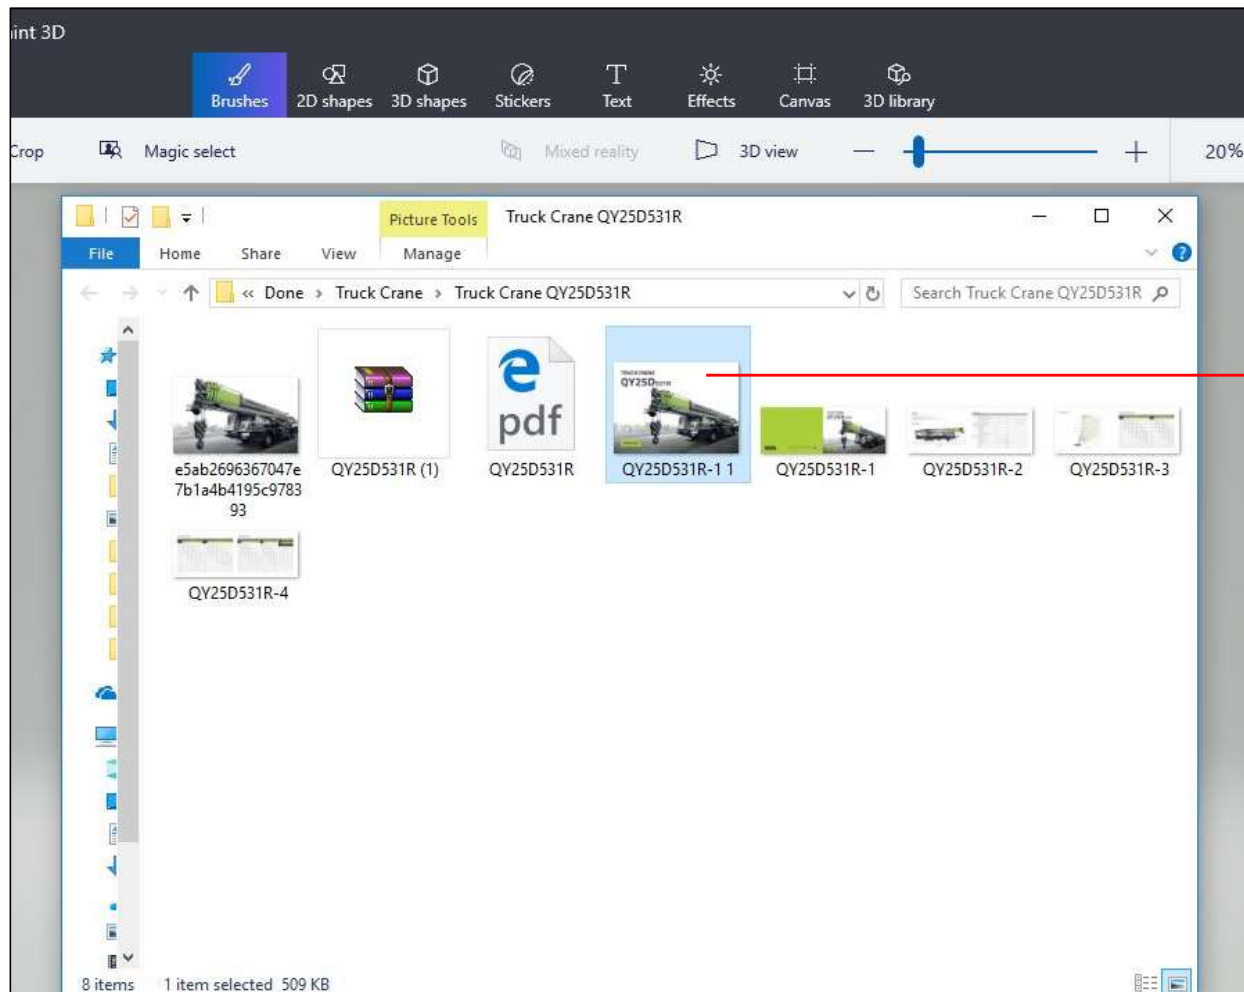 int 3D
Brushes 2D shapes 3D shapes Stickers Text Effects Canvas 3D library
Crop Magic select Mixed reality 3D view 20%
Picture Tools Truck Crane QY25D531R
File Home Share View Manage
« Done > Truck Crane > Truck Crane QY25D531R Search Truck Crane QY25D531R
pdf
TRUCK CRANE
QY25D531R
e5ab2696367047e
7b1a4b4195c9783
93
QY25D531R (1)
QY25D531R
QY25D531R-1 1
QY25D531R-1
QY25D531R-2
QY25D531R-3
QY25D531R-4
8 items 1 item selected 509 KB